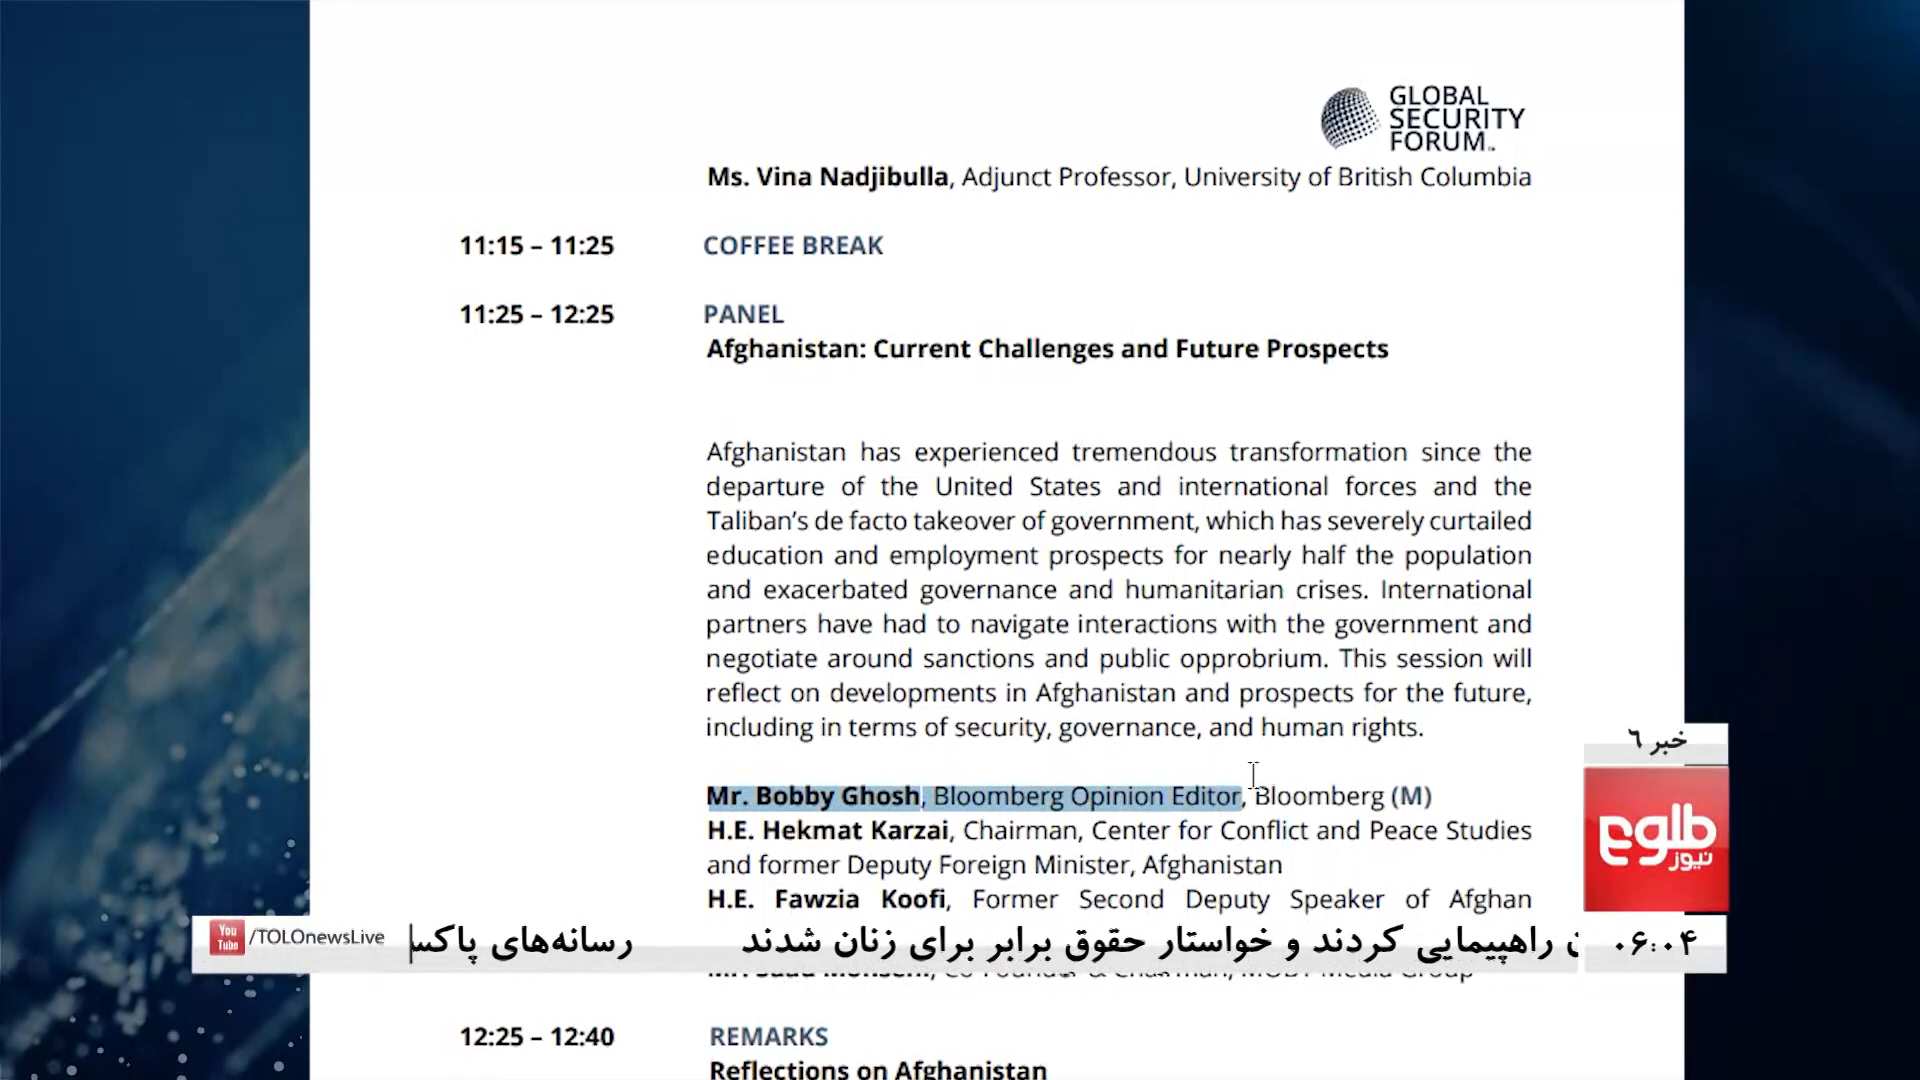 GLOBAL
SECURITY
FORUM™
Ms. Vina Nadjibulla, Adjunct Professor, University of British Columbia
11:15 – 11:25 COFFEE BREAK
11:25 – 12:25 PANEL
Afghanistan: Current Challenges and Future Prospects
Afghanistan has experienced tremendous transformation since the
departure of the United States and international forces and the
Taliban’s de facto takeover of government, which has severely curtailed
education and employment prospects for nearly half the population
and exacerbated governance and humanitarian crises. International
partners have had to navigate interactions with the government and
negotiate around sanctions and public opprobrium. This session will
reflect on developments in Afghanistan and prospects for the future,
including in terms of security, governance, and human rights.
Mr. Bobby Ghosh, Bloomberg Opinion Editor, Bloomberg (M)
H.E. Hekmat Karzai, Chairman, Center for Conflict and Peace Studies
and former Deputy Foreign Minister, Afghanistan
H.E. Fawzia Koofi, Former Second Deputy Speaker of Afghan
خبر ۶
طلوع
نیوز
۰۶:۰۴
راهپیمایی کردند و خواستار حقوق برابر برای زنان شدند رسانه‌های پاکس
You
Tube /TOLOnewsLive
12:25 – 12:40 REMARKS
Reflections on Afghanistan